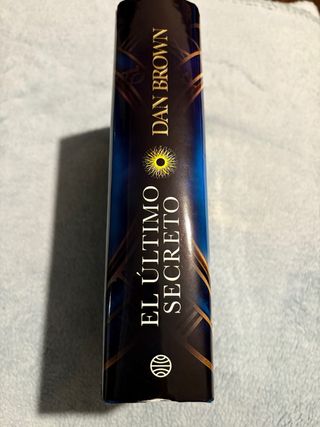 DAN BROWN
EL ÚLTIMO
SECRETO